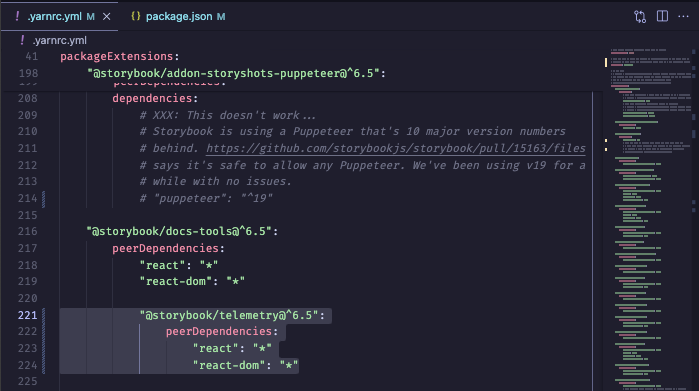 ! .yarnrc.yml M ×
{} package.json M
! .yarnrc.yml
41 packageExtensions:
198 "@storybook/addon-storyshots-puppeteer@^6.5":
208 dependencies:
209 # XXX: This doesn't work...
210 # Storybook is using a Puppeteer that's 10 major version numbers
211 # behind. https://github.com/storybookjs/storybook/pull/15163/files
212 # says it's safe to allow any Puppeteer. We've been using v19 for a
213 # while with no issues.
214 # "puppeteer": "^19"
215
216 "@storybook/docs-tools@^6.5":
217 peerDependencies:
218 "react": "*"
219 "react-dom": "*"
220
221 "@storybook/telemetry@^6.5":
222 peerDependencies:
223 "react": "*"
224 "react-dom": "*"
225